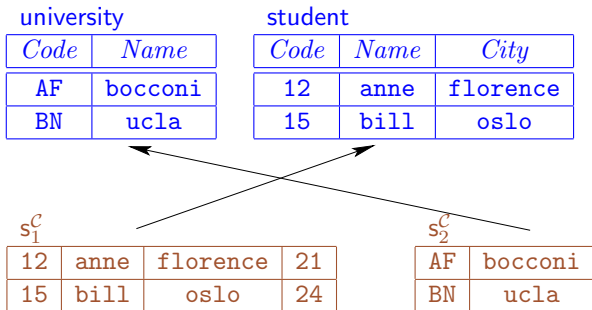 university student
Code Name Code Name City
AF bocconi 12 anne florence
BN ucla 15 bill oslo
s₁ᶜ s₂ᶜ
12 anne florence 21 AF bocconi
15 bill oslo 24 BN ucla